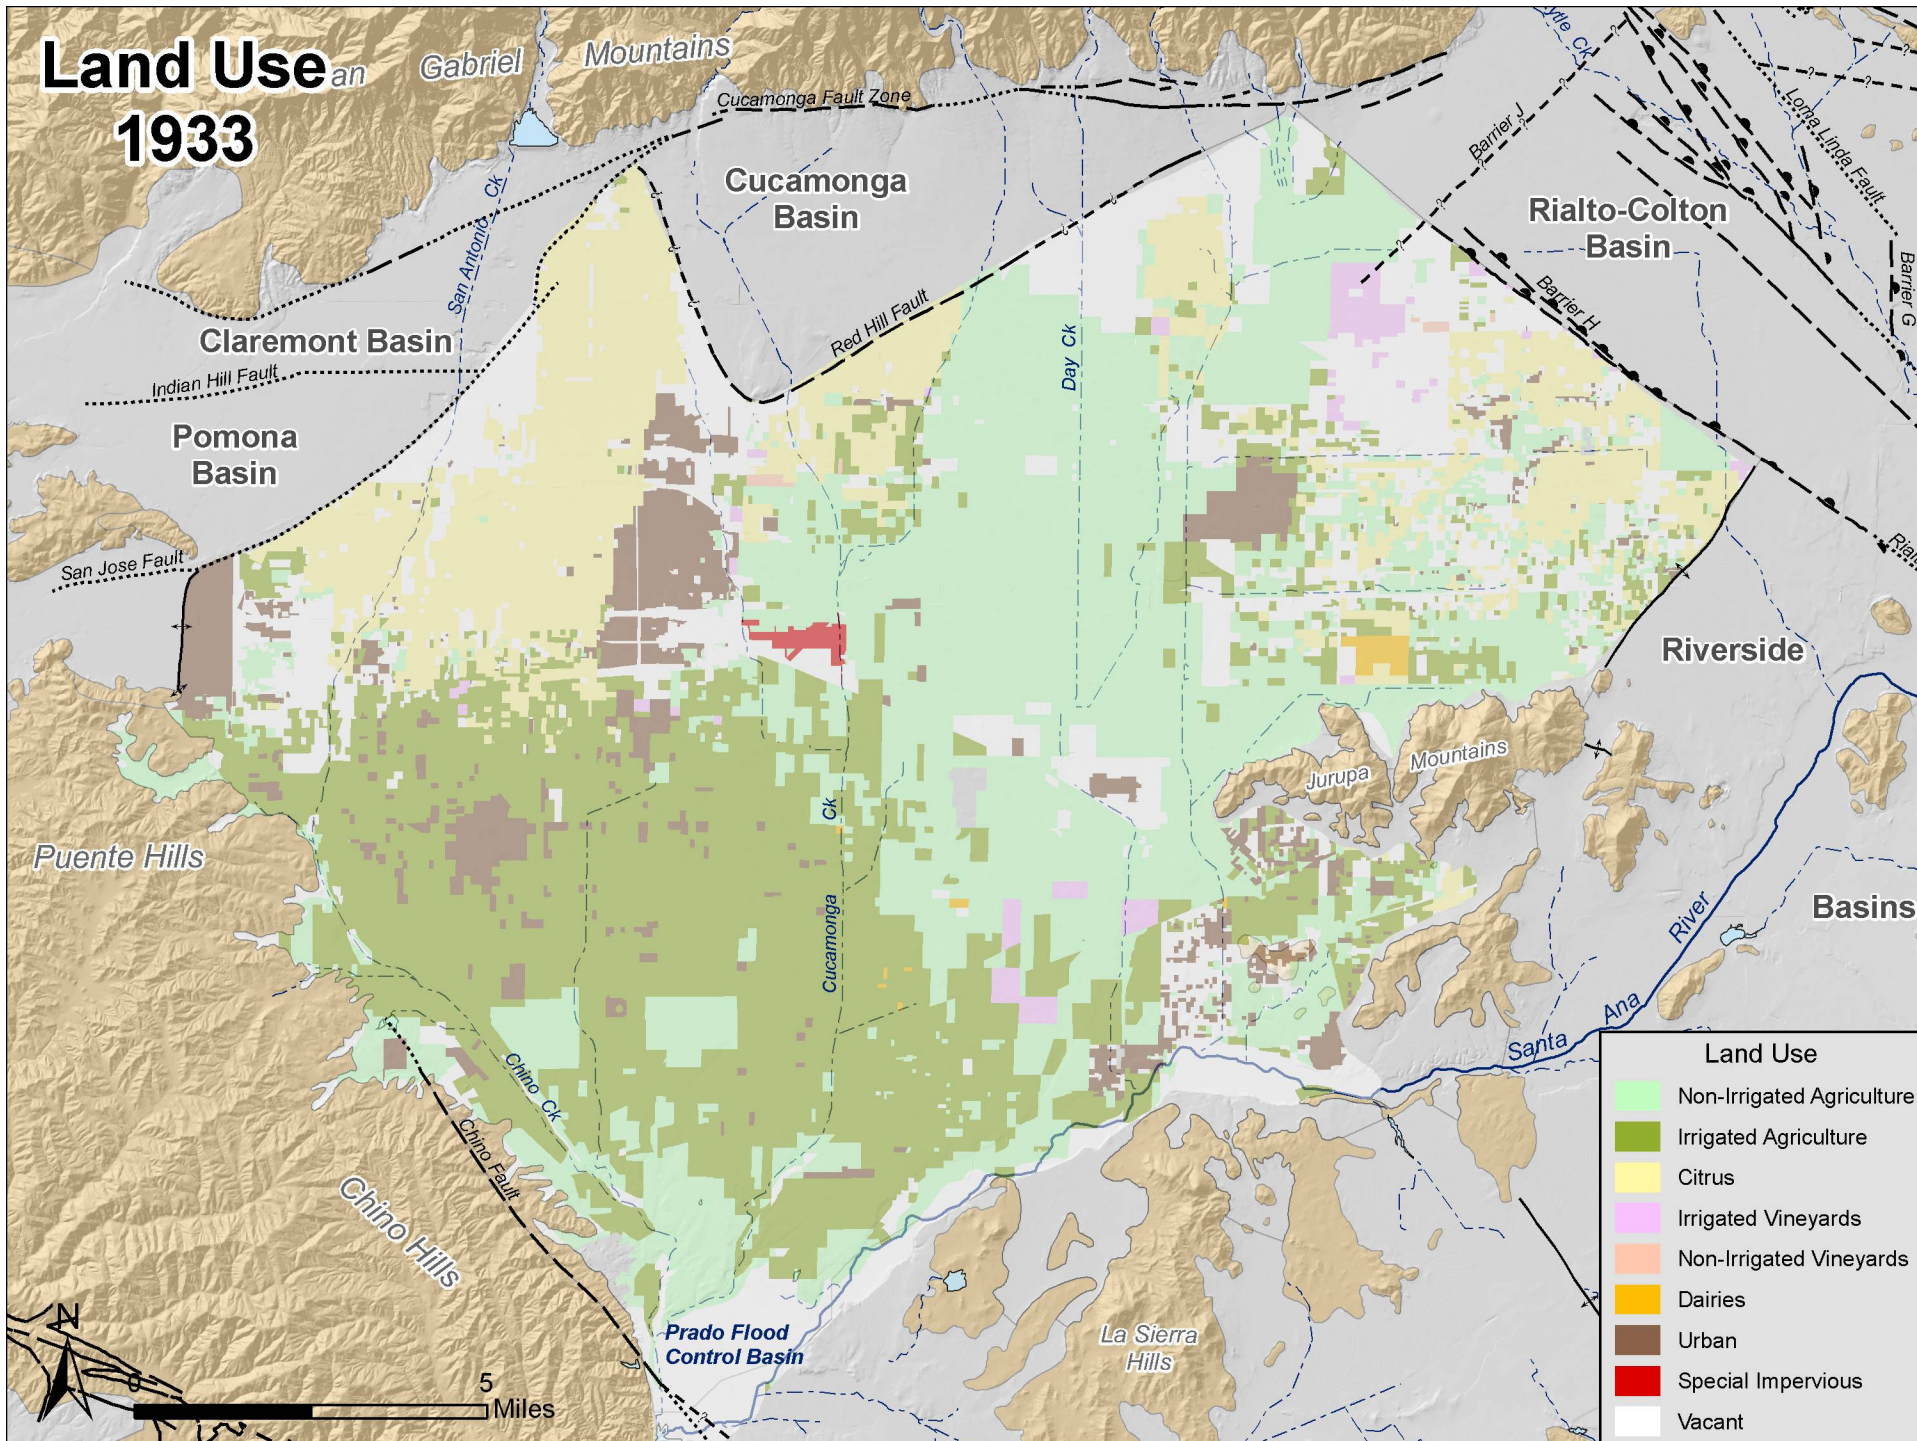 Land Use
1933
an Gabriel Mountains
Cucamonga Fault Zone
Cucamonga
Basin
San Antonio Ck
Claremont Basin
Indian Hill Fault
Pomona
Basin
San Jose Fault
Red Hill Fault
Day Ck
Barrier J
Rialto-Colton
Basin
Barrier H
Loma Linda Fault
Barrier G
Riverside
Basins
Jurupa Mountains
Puente Hills
Cucamonga Ck
Chino Ck
Chino Fault
Chino Hills
Santa Ana River
Prado Flood
Control Basin
La Sierra
Hills
N
0 5
Miles
Land Use
Non-Irrigated Agriculture
Irrigated Agriculture
Citrus
Irrigated Vineyards
Non-Irrigated Vineyards
Dairies
Urban
Special Impervious
Vacant